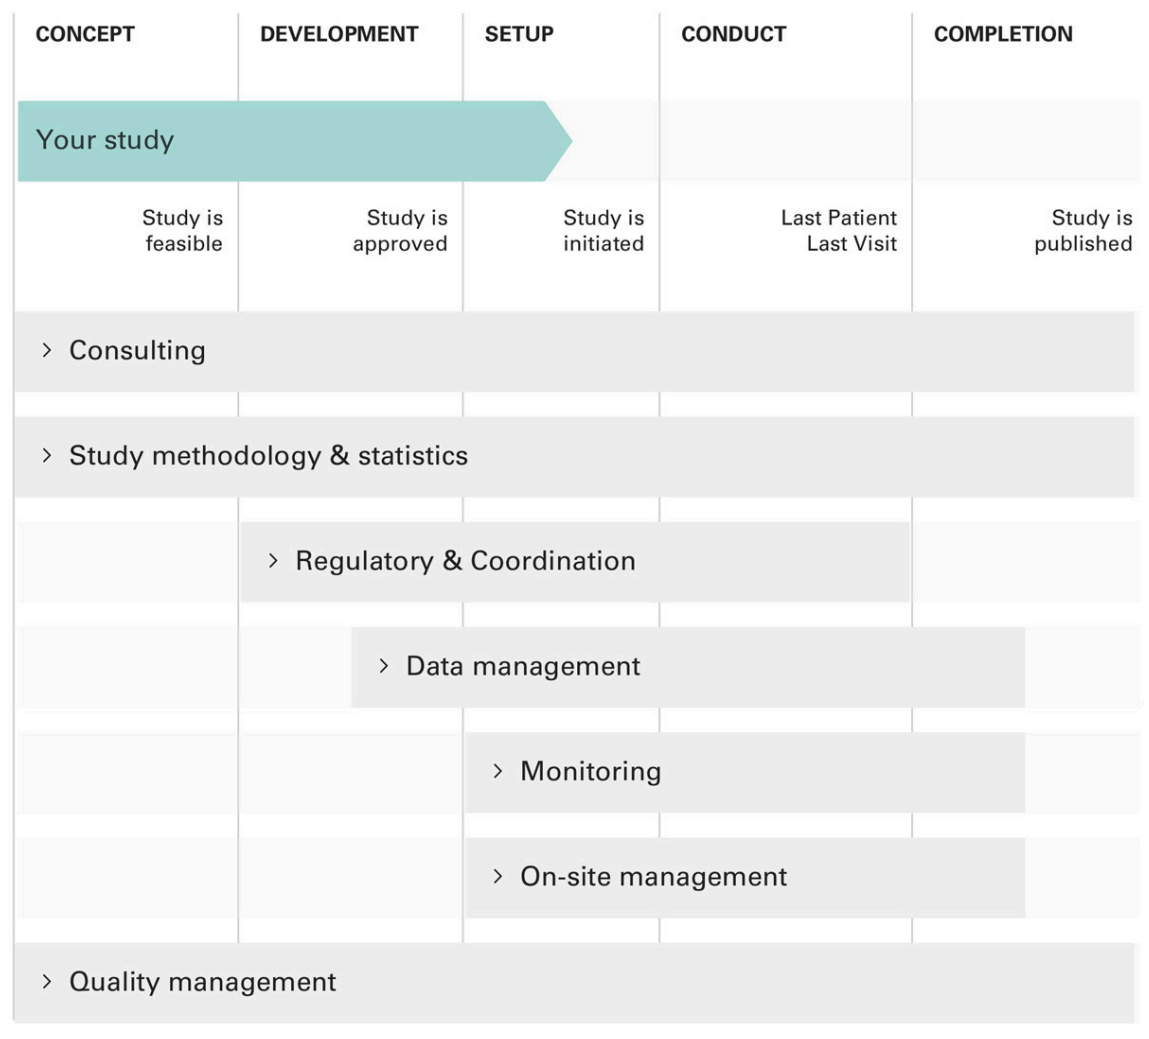 CONCEPT DEVELOPMENT SETUP CONDUCT COMPLETION
Your study
Study is
feasible
Study is
approved
Study is
initiated
Last Patient
Last Visit
Study is
published
> Consulting
> Study methodology & statistics
> Regulatory & Coordination
> Data management
> Monitoring
> On-site management
> Quality management